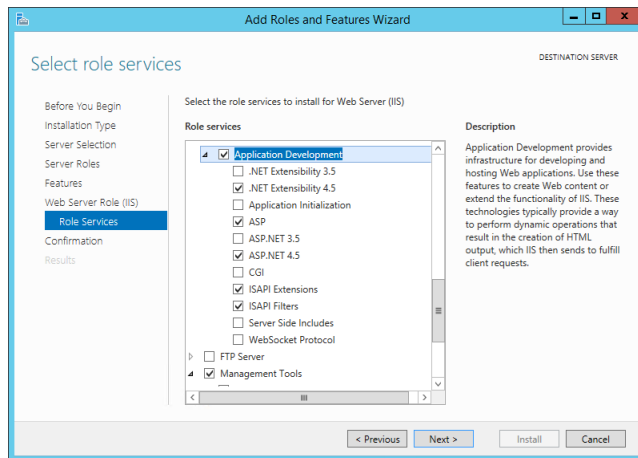 Add Roles and Features Wizard
Select role services
DESTINATION SERVER
Before You Begin
Installation Type
Server Selection
Server Roles
Features
Web Server Role (IIS)
Role Services
Confirmation
Results
Select the role services to install for Web Server (IIS)
Role services
Application Development
.NET Extensibility 3.5
.NET Extensibility 4.5
Application Initialization
ASP
ASP.NET 3.5
ASP.NET 4.5
CGI
ISAPI Extensions
ISAPI Filters
Server Side Includes
WebSocket Protocol
FTP Server
Management Tools
Description
Application Development provides
infrastructure for developing and
hosting Web applications. Use these
features to create Web content or
extend the functionality of IIS. These
technologies typically provide a way
to perform dynamic operations that
result in the creation of HTML
output, which IIS then sends to fulfill
client requests.
< Previous
Next >
Install
Cancel